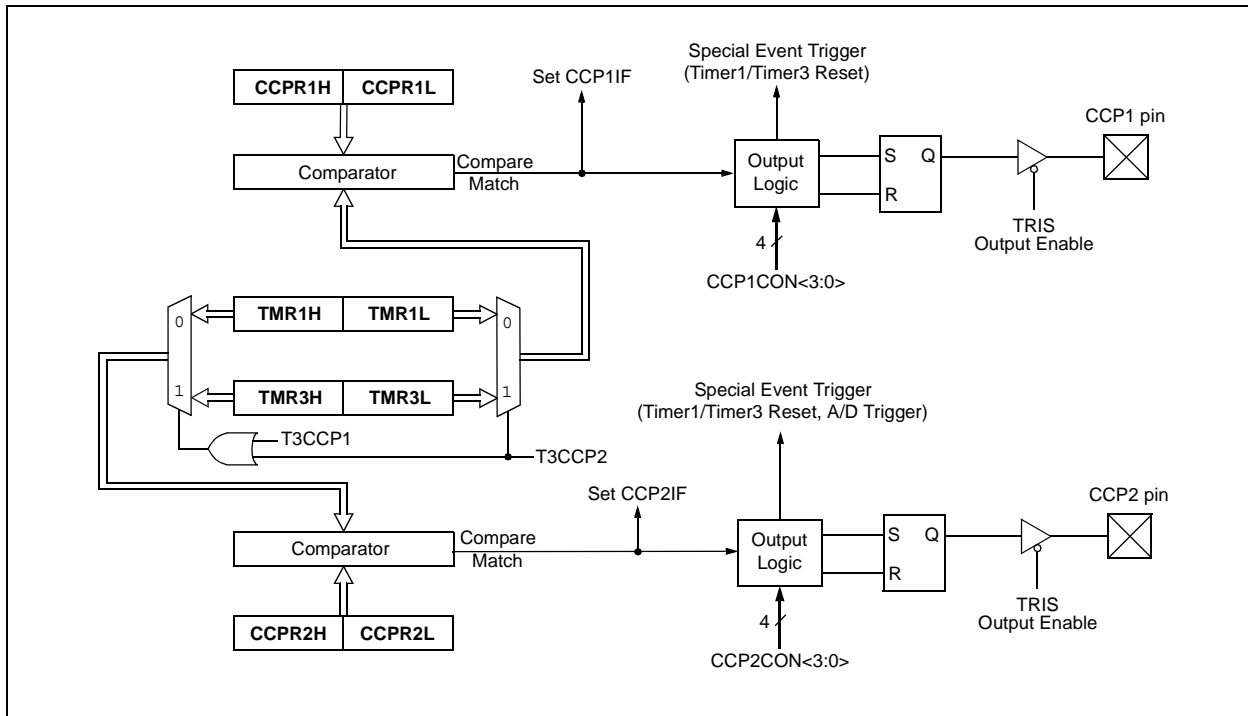 Special Event Trigger
(Timer1/Timer3 Reset)
Set CCP1IF
CCPR1H CCPR1L
CCP1 pin
Comparator
Compare
Match
Output
Logic
S Q
R
TRIS
Output Enable
4
CCP1CON<3:0>
TMR1H TMR1L
0
0
TMR3H TMR3L
1
1
T3CCP1
T3CCP2
Special Event Trigger
(Timer1/Timer3 Reset, A/D Trigger)
Set CCP2IF
CCP2 pin
Comparator
Compare
Match
Output
Logic
S Q
R
TRIS
Output Enable
4
CCPR2H CCPR2L
CCP2CON<3:0>